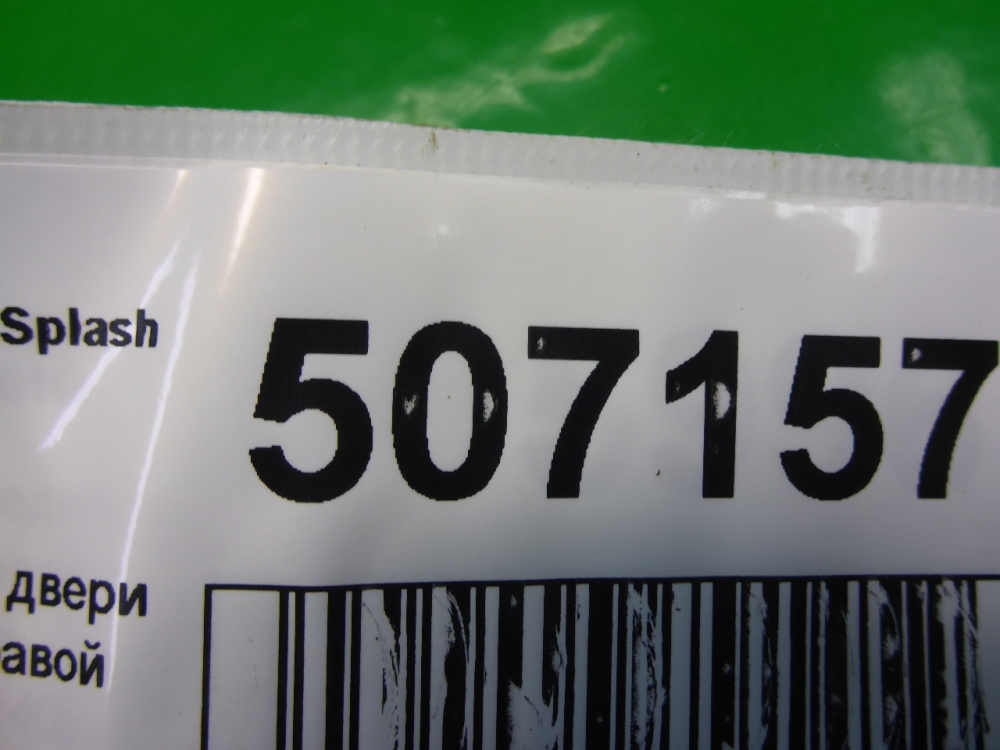 Splash
507157
двери
авой